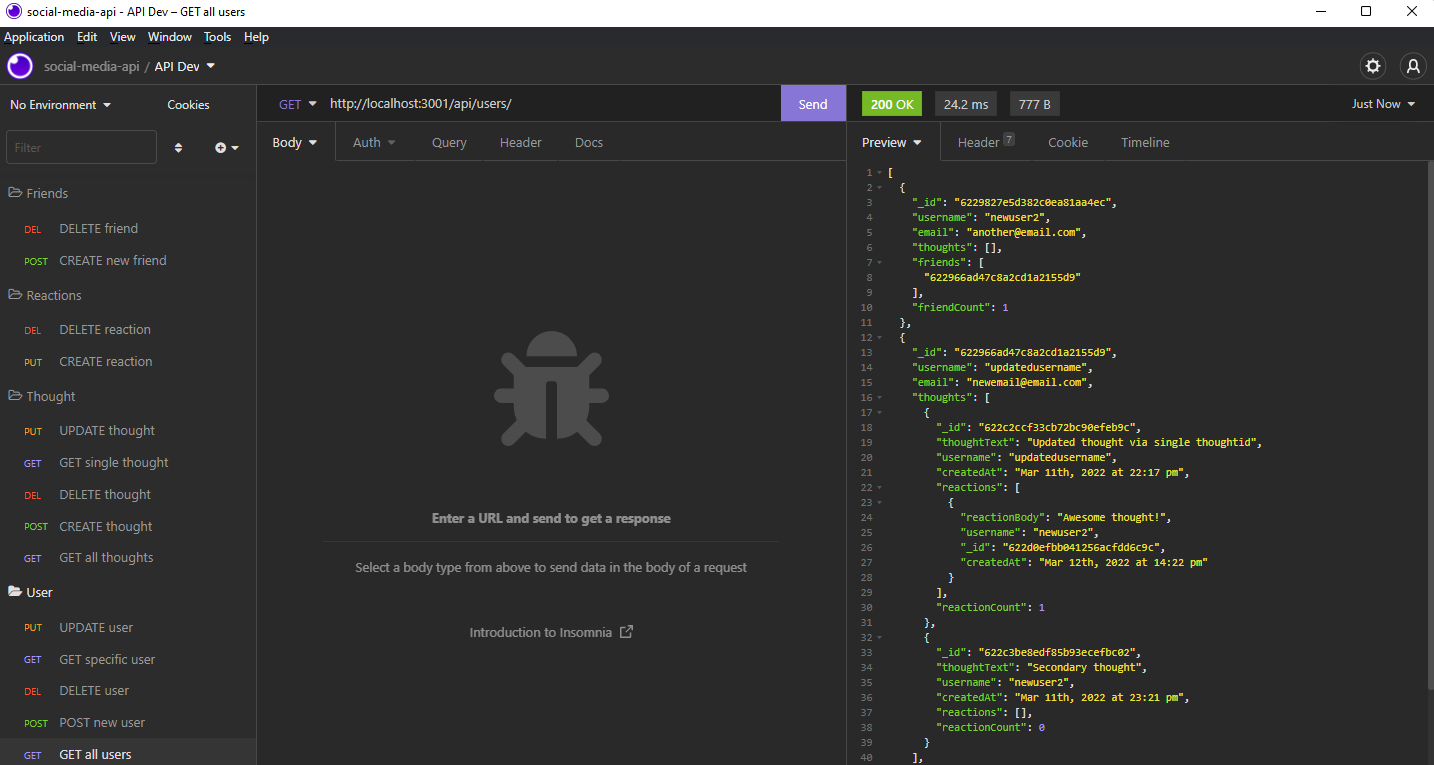 social-media-api - API Dev – GET all users
Application Edit View Window Tools Help
social-media-api / API Dev
No Environment Cookies
Filter
Friends
DEL DELETE friend
POST CREATE new friend
Reactions
DEL DELETE reaction
PUT CREATE reaction
Thought
PUT UPDATE thought
GET GET single thought
DEL DELETE thought
POST CREATE thought
GET GET all thoughts
User
PUT UPDATE user
GET GET specific user
DEL DELETE user
POST POST new user
GET GET all users
GET http://localhost:3001/api/users/ Send
Body Auth Query Header Docs
Enter a URL and send to get a response
Select a body type from above to send data in the body of a request
Introduction to Insomnia
200 OK 24.2 ms 777 B Just Now
Preview Header 7 Cookie Timeline
1 [
2 {
3 "_id": "6229827e5d382c0ea81aa4ec",
4 "username": "newuser2",
5 "email": "another@email.com",
6 "thoughts": [],
7 "friends": [
8 "622966ad47c8a2cd1a2155d9"
9 ],
10 "friendCount": 1
11 },
12 {
13 "_id": "622966ad47c8a2cd1a2155d9",
14 "username": "updatedusername",
15 "email": "newemail@email.com",
16 "thoughts": [
17 {
18 "_id": "622c2ccf33cb72bc90efeb9c",
19 "thoughtText": "Updated thought via single thoughtid",
20 "username": "updatedusername",
21 "createdAt": "Mar 11th, 2022 at 22:17 pm",
22 "reactions": [
23 {
24 "reactionBody": "Awesome thought!",
25 "username": "newuser2",
26 "_id": "622d0efbb041256acfdd6c9c",
27 "createdAt": "Mar 12th, 2022 at 14:22 pm"
28 }
29 ],
30 "reactionCount": 1
31 },
32 {
33 "_id": "622c3be8edf85b93ecefbc02",
34 "thoughtText": "Secondary thought",
35 "username": "newuser2",
36 "createdAt": "Mar 11th, 2022 at 23:21 pm",
37 "reactions": [],
38 "reactionCount": 0
39 }
40 ],